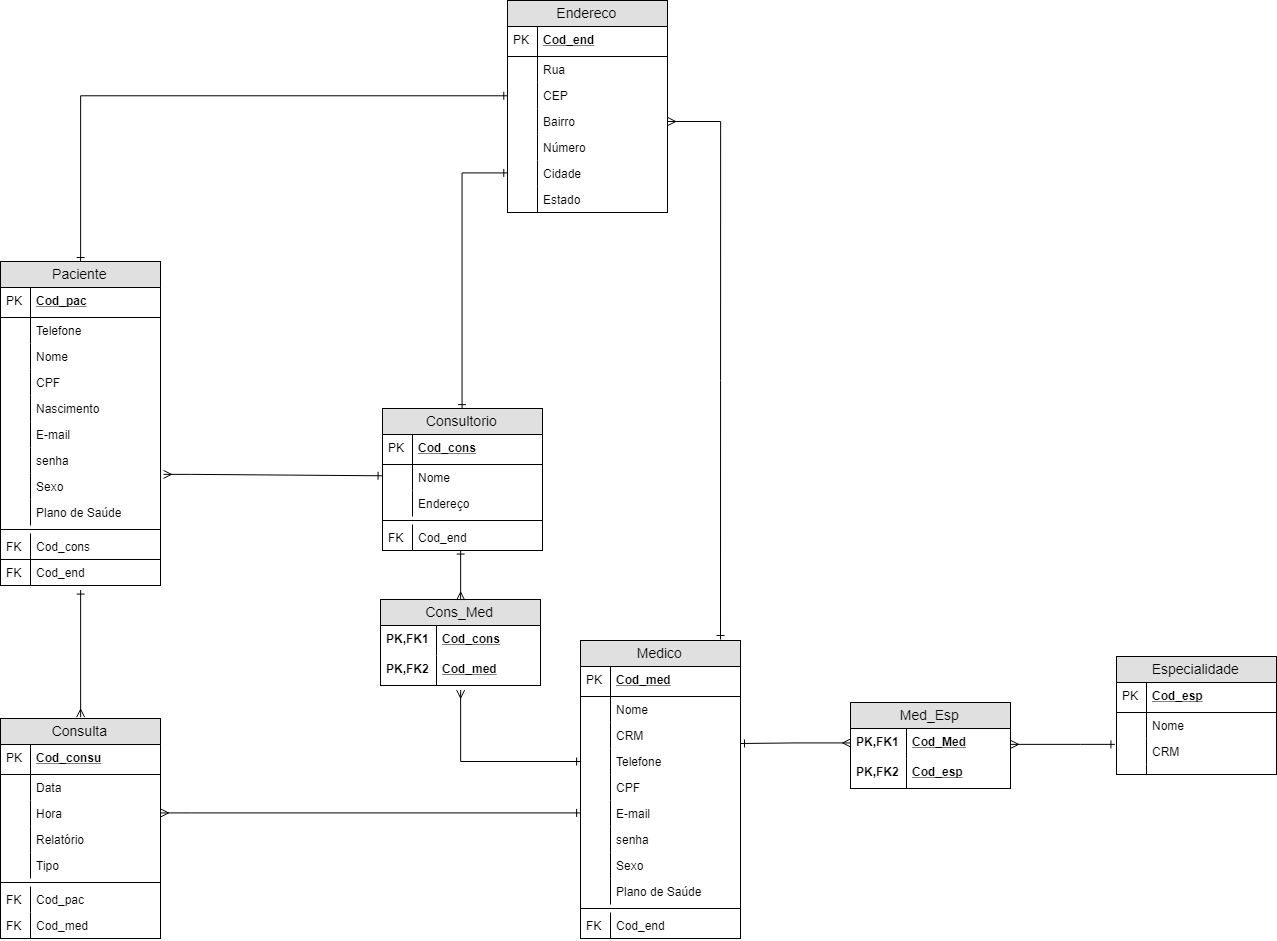 Endereco
PK Cod_end
Rua
CEP
Bairro
Número
Cidade
Estado
Paciente
PK Cod_pac
Telefone
Nome
CPF
Nascimento
E-mail
senha
Sexo
Plano de Saúde
FK Cod_cons
FK Cod_end
Consultorio
PK Cod_cons
Nome
Endereço
FK Cod_end
Cons_Med
PK,FK1 Cod_cons
PK,FK2 Cod_med
Medico
PK Cod_med
Nome
CRM
Telefone
CPF
E-mail
senha
Sexo
Plano de Saúde
FK Cod_end
Med_Esp
PK,FK1 Cod_Med
PK,FK2 Cod_esp
Especialidade
PK Cod_esp
Nome
CRM
Consulta
PK Cod_consu
Data
Hora
Relatório
Tipo
FK Cod_pac
FK Cod_med